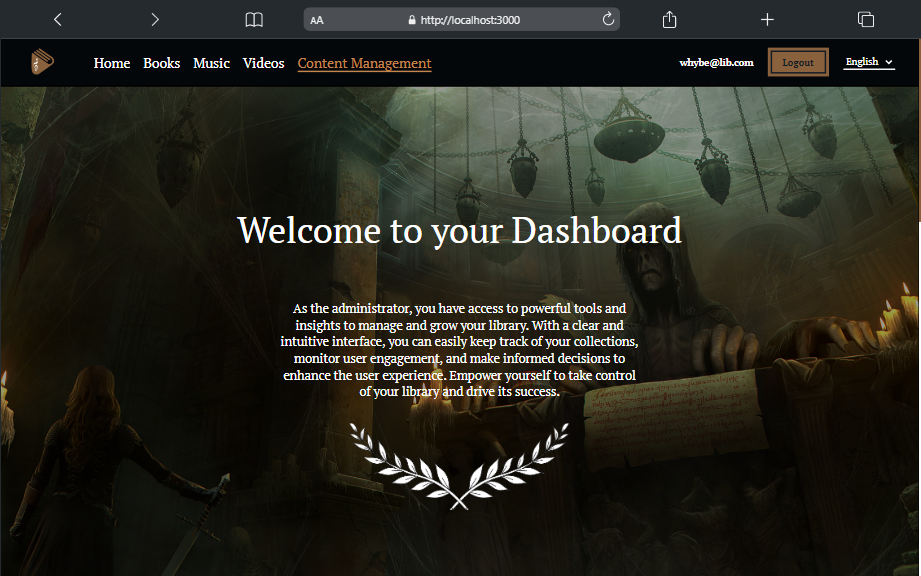 AA http://localhost:3000
Home Books Music Videos Content Management whybe@lib.com Logout English
Welcome to your Dashboard
As the administrator, you have access to powerful tools and
insights to manage and grow your library. With a clear and
intuitive interface, you can easily keep track of your collections,
monitor user engagement, and make informed decisions to
enhance the user experience. Empower yourself to take control
of your library and drive its success.